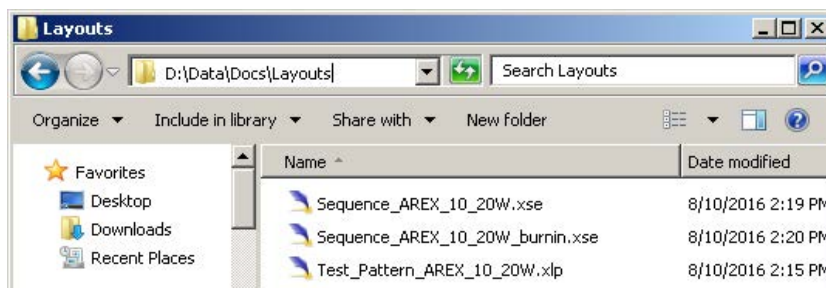 Layouts
D:\Data\Docs\Layouts Search Layouts
Organize Include in library Share with New folder
Favorites
Desktop
Downloads
Recent Places
Name Date modified
Sequence_AREX_10_20W.xse 8/10/2016 2:19 PM
Sequence_AREX_10_20W_burnin.xse 8/10/2016 2:20 PM
Test_Pattern_AREX_10_20W.xlp 8/10/2016 2:15 PM